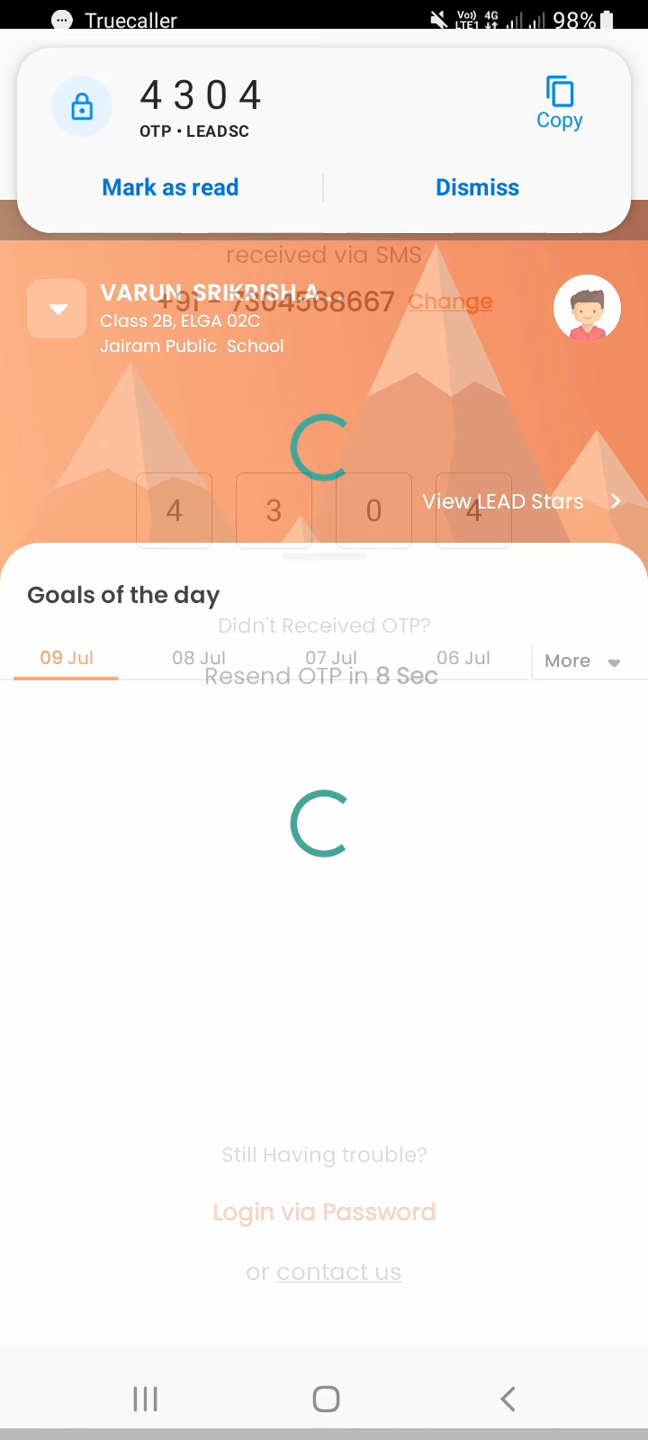 Truecaller
Vo)) 4G
LTE1
98%
4 3 0 4
OTP • LEADSC
Copy
Mark as read
Dismiss
received via SMS
VARUN SRIKRISH.A...
+91 - 7304568667 Change
Class 2B, ELGA 02C
Jairam Public School
View LEAD Stars
4 3 0 4
Goals of the day
Didn't Received OTP?
09 Jul 08 Jul 07 Jul 06 Jul More
Resend OTP in 8 Sec
Still Having trouble?
Login via Password
or contact us